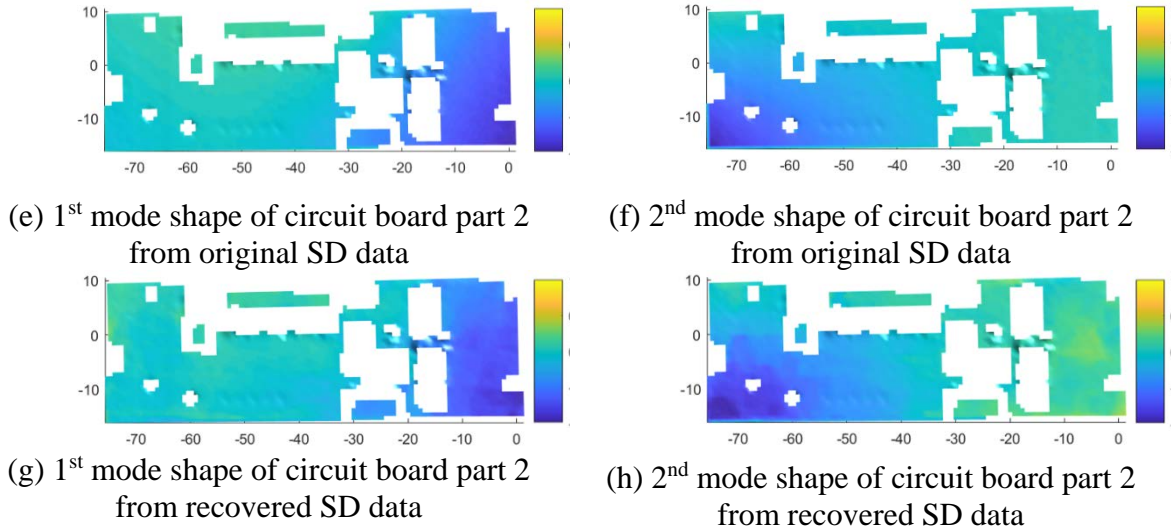 10
0
-10
-70 -60 -50 -40 -30 -20 -10 0
10
0
-10
-70 -60 -50 -40 -30 -20 -10 0
(e) 1st mode shape of circuit board part 2
from original SD data
(f) 2nd mode shape of circuit board part 2
from original SD data
10
0
-10
-70 -60 -50 -40 -30 -20 -10 0
10
0
-10
-70 -60 -50 -40 -30 -20 -10 0
(g) 1st mode shape of circuit board part 2
from recovered SD data
(h) 2nd mode shape of circuit board part 2
from recovered SD data